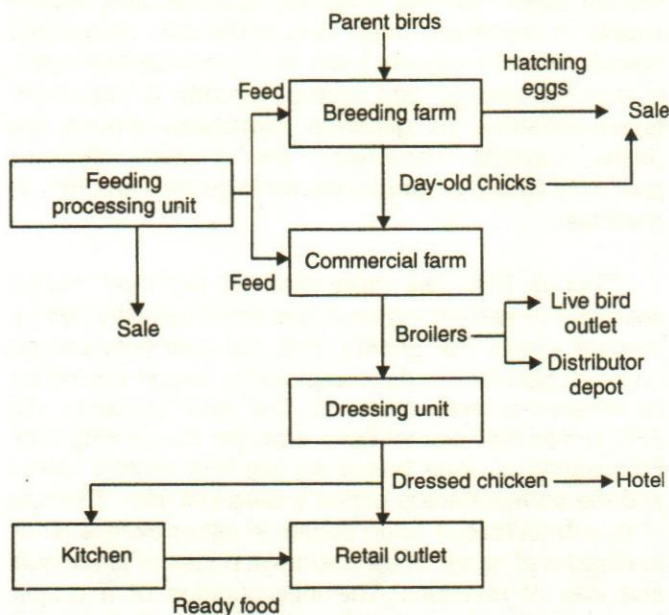 Parent birds
Hatching
eggs
Feed
Breeding farm
Sale
Feeding
processing unit
Day-old chicks
Commercial farm
Feed
Sale
Live bird
outlet
Broilers
Distributor
depot
Dressing unit
Dressed chicken
Hotel
Kitchen
Retail outlet
Ready food